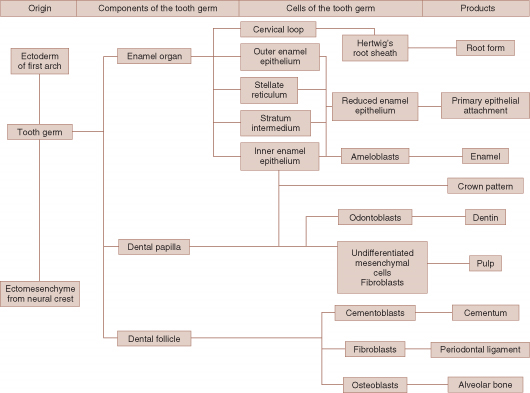 Origin
Components of the tooth germ
Cells of the tooth germ
Products
Cervical loop
Hertwig's
root sheath
Root form
Ectoderm
of first arch
Enamel organ
Outer enamel
epithelium
Stellate
reticulum
Reduced enamel
epithelium
Primary epithelial
attachment
Tooth germ
Stratum
intermedium
Inner enamel
epithelium
Ameloblasts
Enamel
Crown pattern
Odontoblasts
Dentin
Dental papilla
Undifferentiated
mesenchymal
cells
Fibroblasts
Pulp
Ectomesenchyme
from neural crest
Cementoblasts
Cementum
Dental follicle
Fibroblasts
Periodontal ligament
Osteoblasts
Alveolar bone